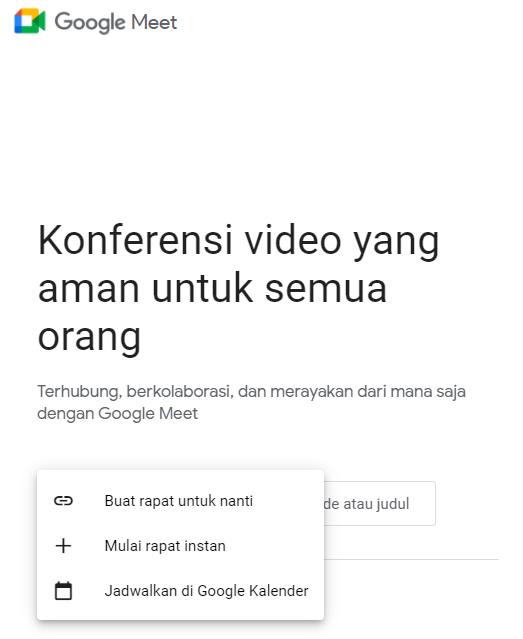 Google Meet
Konferensi video yang
aman untuk semua
orang
Terhubung, berkolaborasi, dan merayakan dari mana saja
dengan Google Meet
Buat rapat untuk nanti
de atau judul
Mulai rapat instan
Jadwalkan di Google Kalender